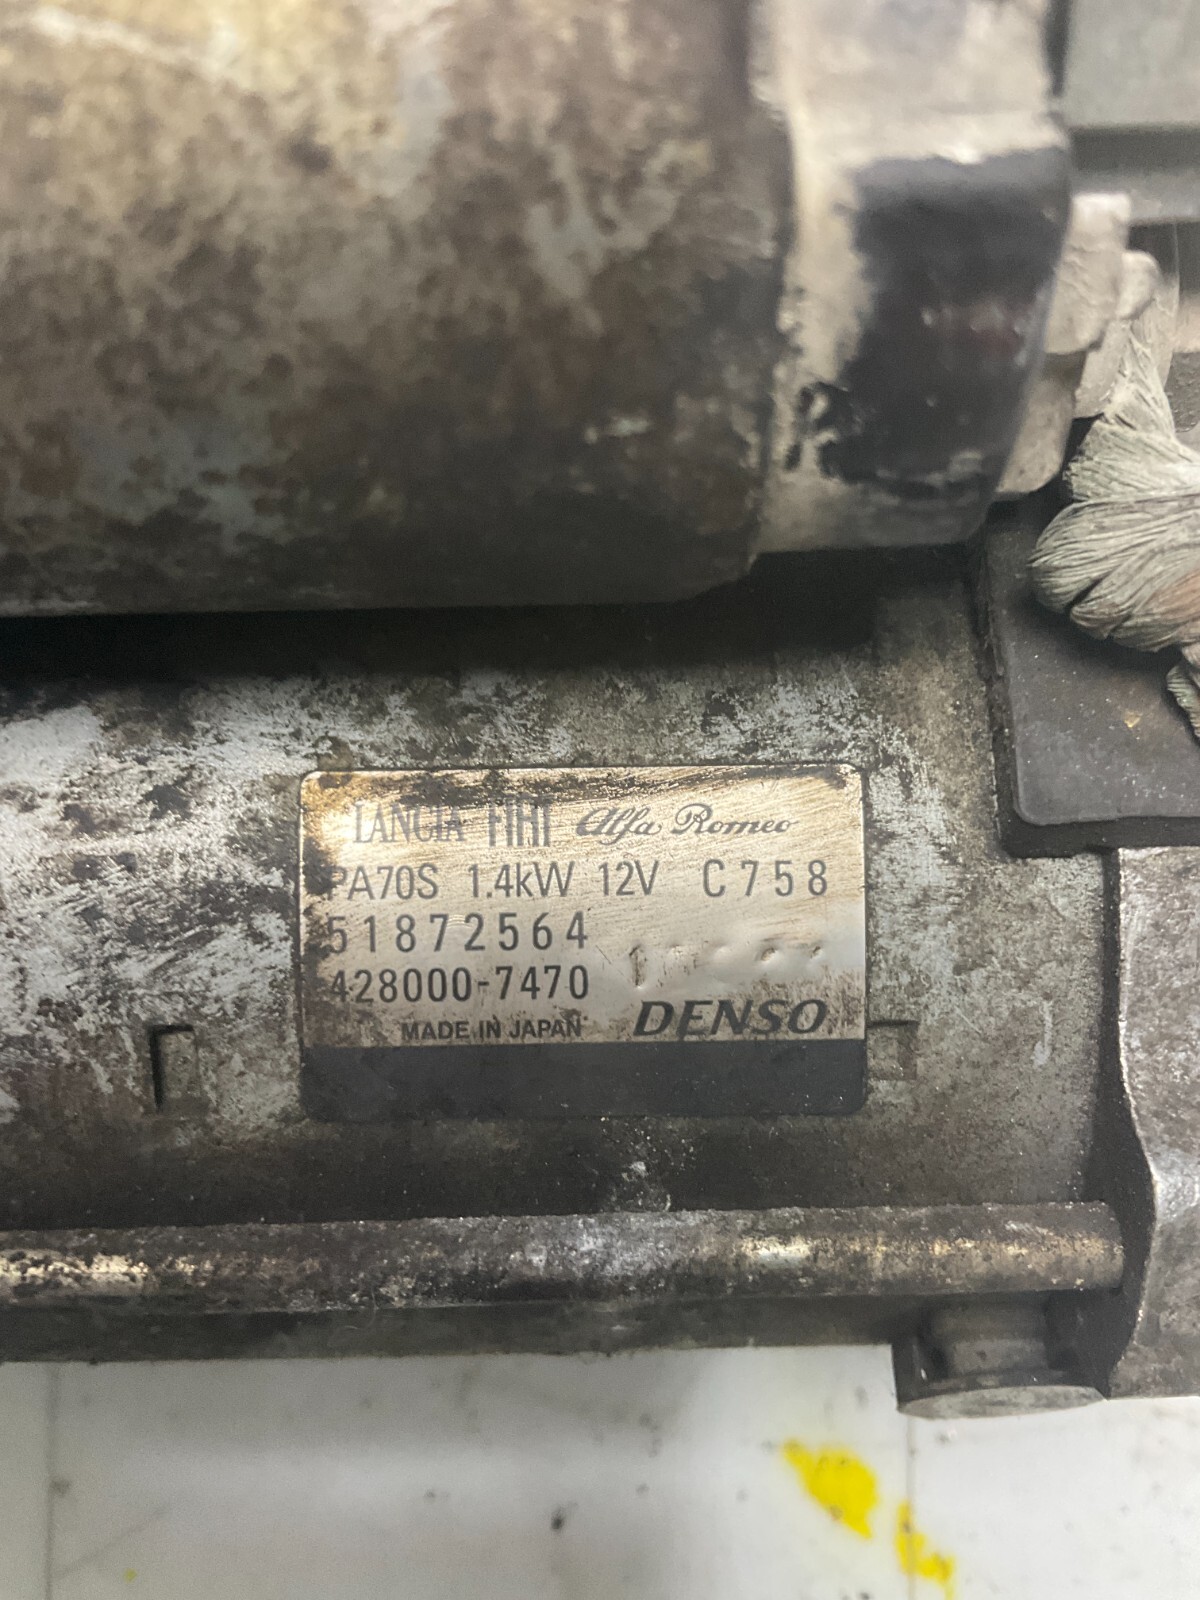 LANCIA FIAT Alfa Romeo
PA70S 1.4kW 12V C758
51872564
428000-7470
MADE IN JAPAN DENSO